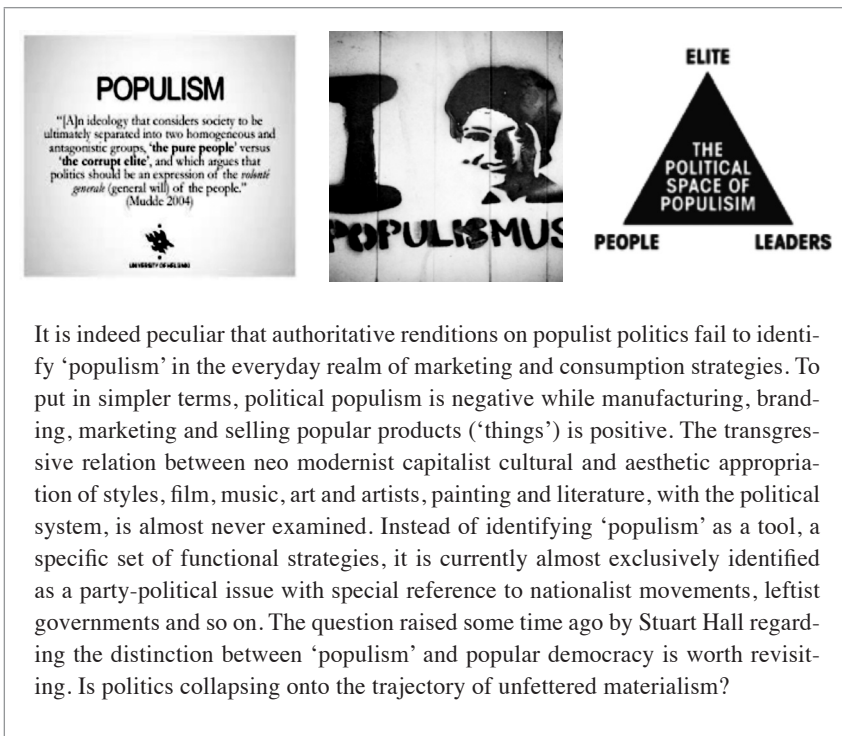 POPULISM
"[A]n ideology that considers society to be
ultimately separated into two homogeneous and
antagonistic groups, 'the pure people' versus
'the corrupt elite', and which argues that
politics should be an expression of the volonté
generale (general will) of the people."
(Mudde 2004)
UNIVERSITY OF HELSINKI
I
POPULISMUS
ELITE
THE
POLITICAL
SPACE OF
POPULISIM
PEOPLE
LEADERS
It is indeed peculiar that authoritative renditions on populist politics fail to identi-
fy 'populism' in the everyday realm of marketing and consumption strategies. To
put in simpler terms, political populism is negative while manufacturing, brand-
ing, marketing and selling popular products ('things') is positive. The transgres-
sive relation between neo modernist capitalist cultural and aesthetic appropria-
tion of styles, film, music, art and artists, painting and literature, with the political
system, is almost never examined. Instead of identifying 'populism' as a tool, a
specific set of functional strategies, it is currently almost exclusively identified
as a party-political issue with special reference to nationalist movements, leftist
governments and so on. The question raised some time ago by Stuart Hall regard-
ing the distinction between 'populism' and popular democracy is worth revisit-
ing. Is politics collapsing onto the trajectory of unfettered materialism?